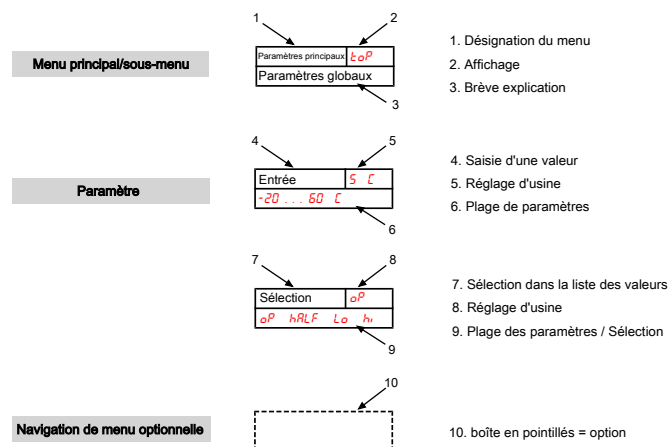 1
2
Menu principal/sous-menu
Paramètres principaux toP
Paramètres globaux
3
1. Désignation du menu
2. Affichage
3. Brève explication
4
5
Paramètre
Entrée 5 C
-20 ... 60 C
6
4. Saisie d'une valeur
5. Réglage d'usine
6. Plage de paramètres
7
8
Sélection oP
oP hALF Lo hi
9
7. Sélection dans la liste des valeurs
8. Réglage d'usine
9. Plage des paramètres / Sélection
10
Navigation de menu optionnelle
10. boîte en pointillés = option